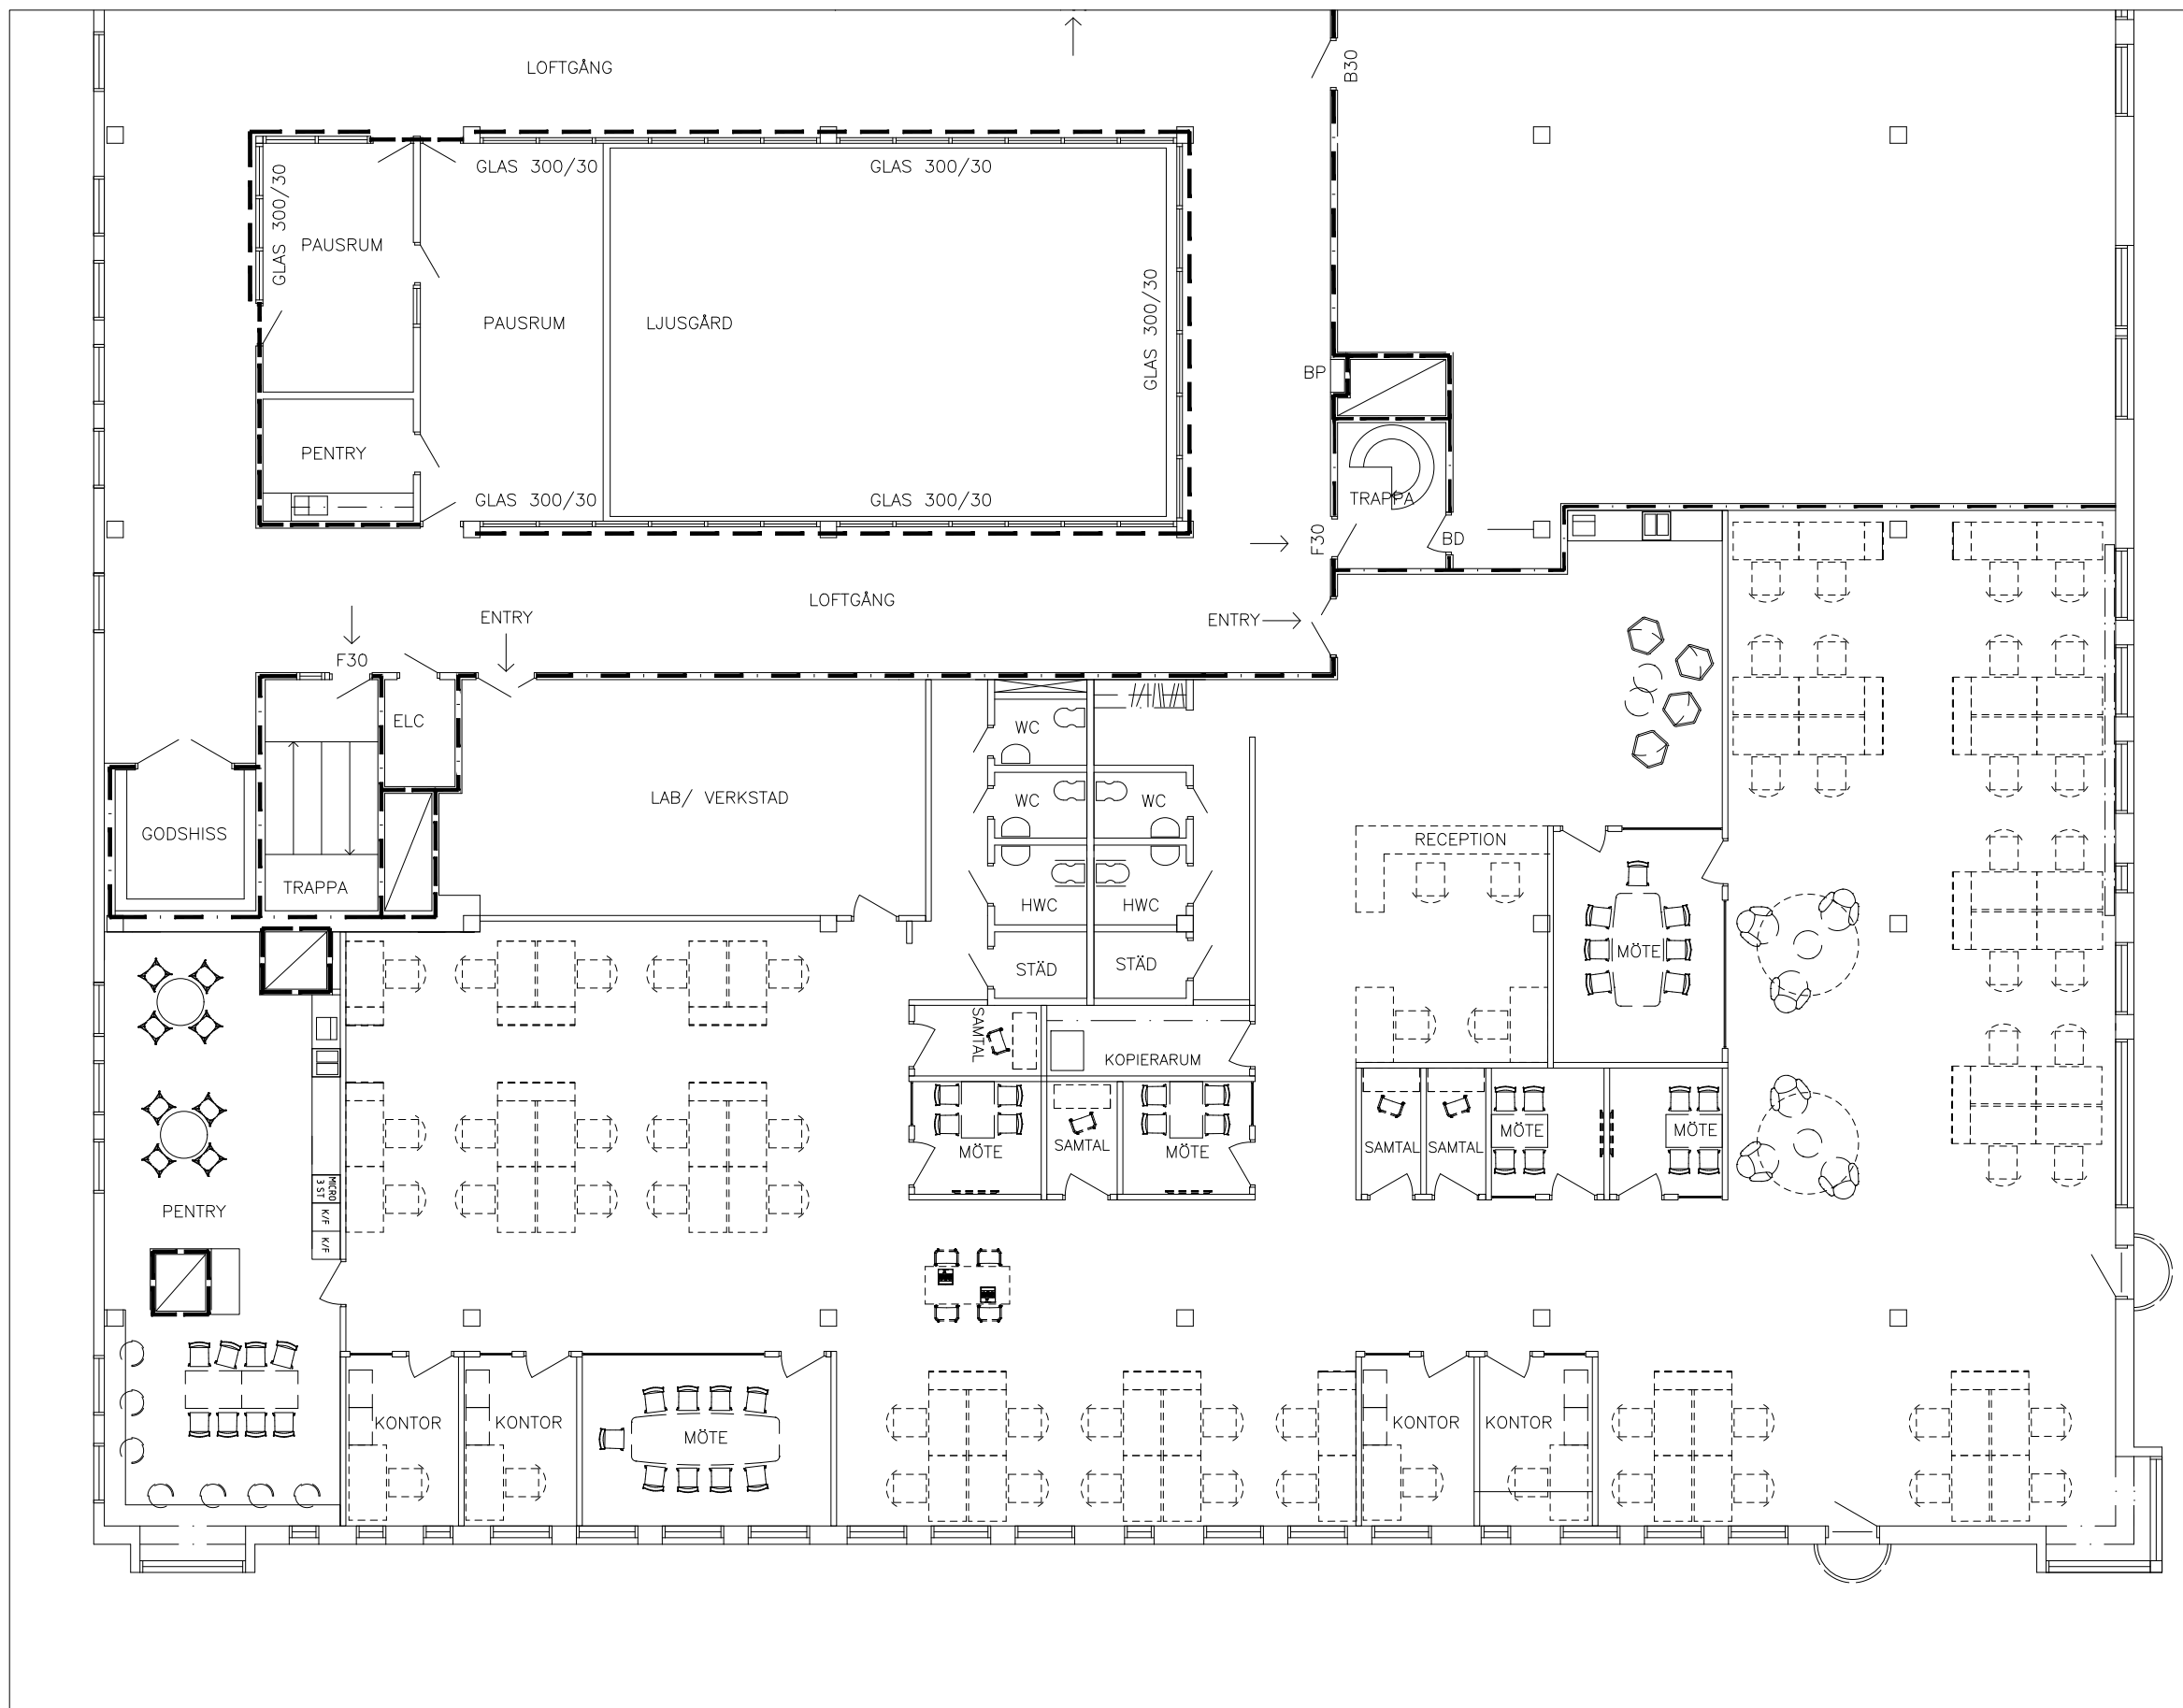 LOFTGÅNG
B30
GLAS 300/30
GLAS 300/30
GLAS 300/30
PAUSRUM
PAUSRUM
LJUSGÅRD
GLAS 300/30
BP
PENTRY
GLAS 300/30
GLAS 300/30
TRAPPA
F30
BD
LOFTGÅNG
ENTRY
ENTRY
F30
ELC
WC
LAB/ VERKSTAD
WC
WC
GODSHISS
RECEPTION
TRAPPA
HWC
HWC
MÖTE
STÄD
STÄD
SAMTAL
KOPIERARUM
MÖTE
SAMTAL
MÖTE
SAMTAL
SAMTAL
MÖTE
MÖTE
MICRO
3 ST
K/F
K/F
PENTRY
KONTOR
KONTOR
MÖTE
KONTOR
KONTOR